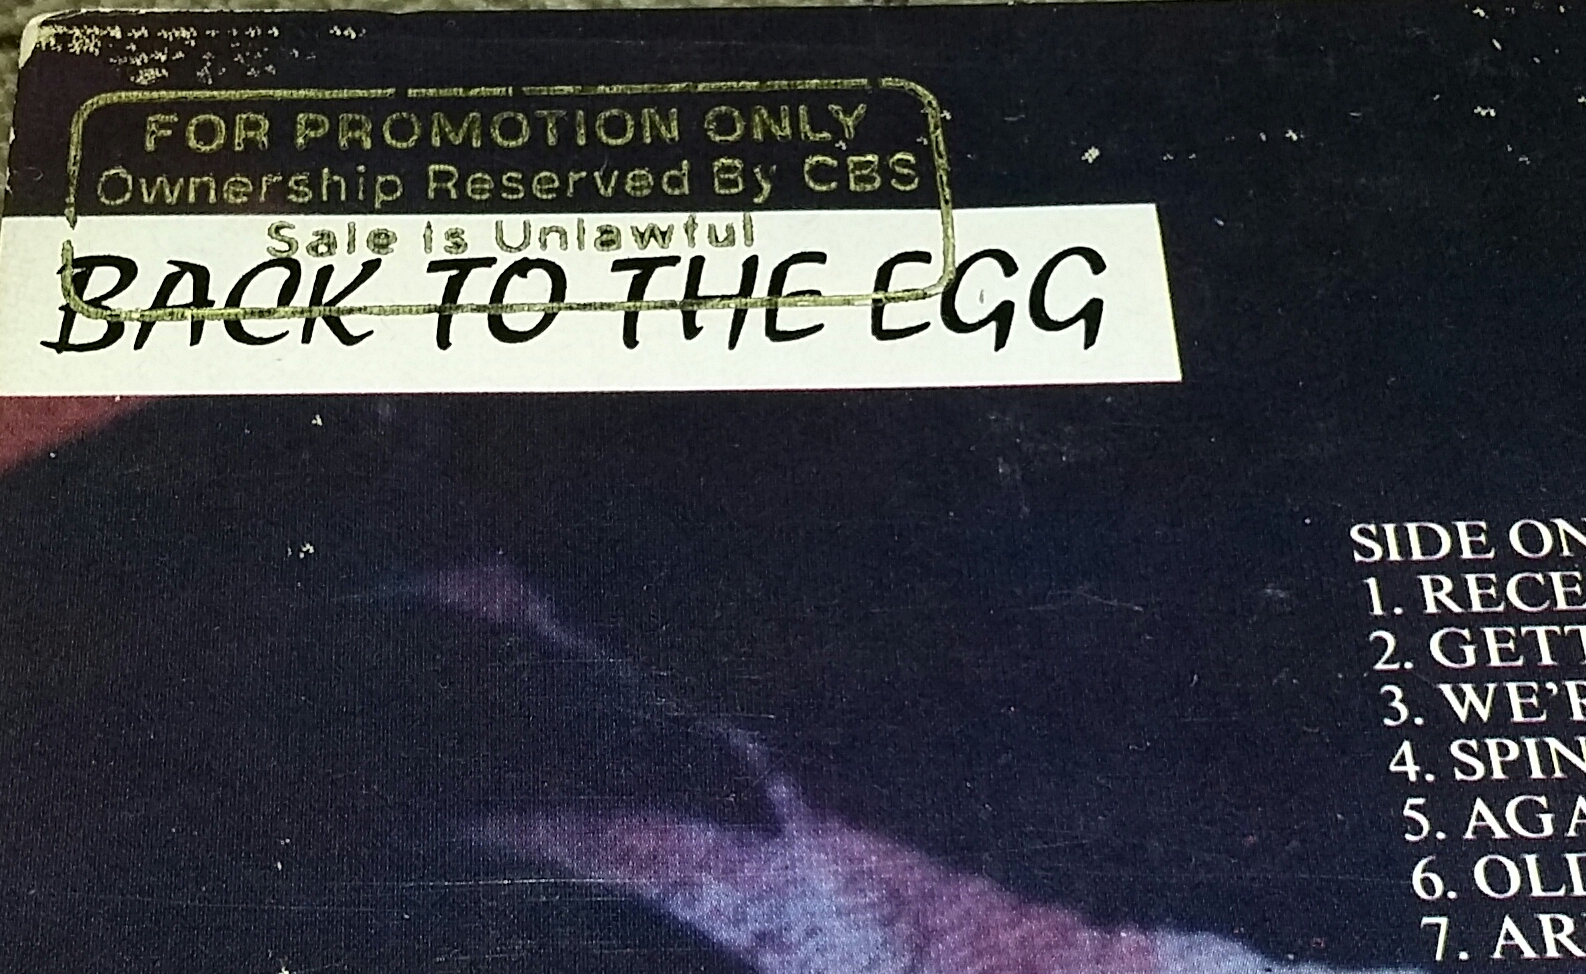 FOR PROMOTION ONLY
Ownership Reserved By CBS
Sale is Unlawful
BACK TO THE EGG
SIDE ON
1. RECE
2. GETT
3. WE'R
4. SPIN
5. AGA
6. OLD
7. AR